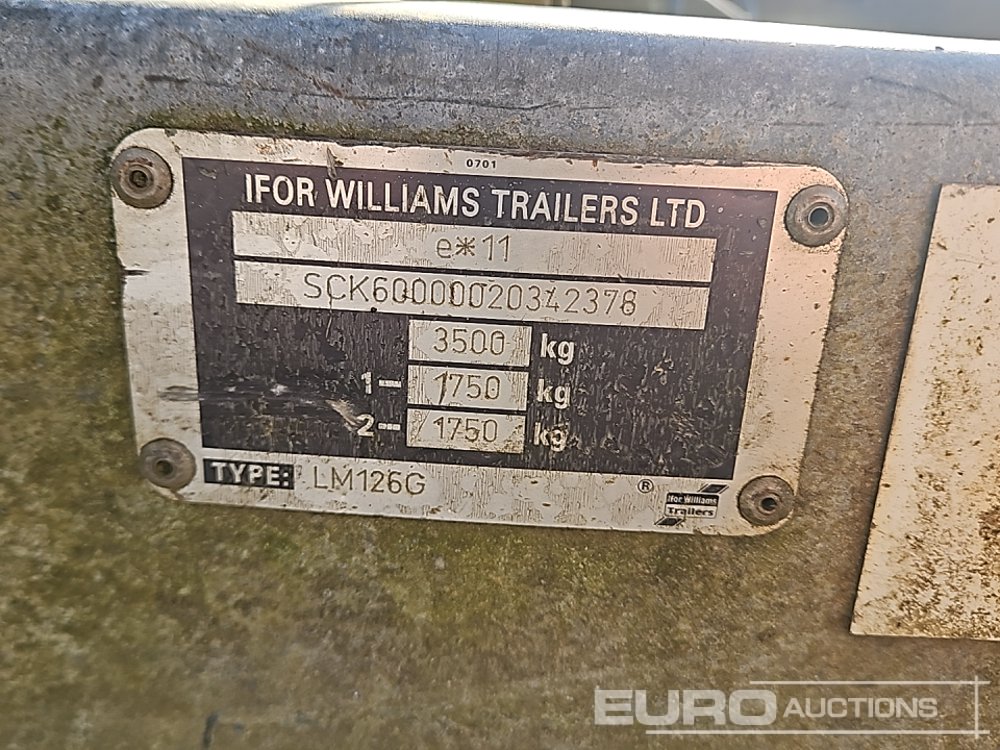 0701
IFOR WILLIAMS TRAILERS LTD
e*11
SCK60000020342378
3500 kg
1- 1750 kg
2- 1750 kg
TYPE: LM126G
®
Ifor Williams
Trailers
EURO AUCTIONS